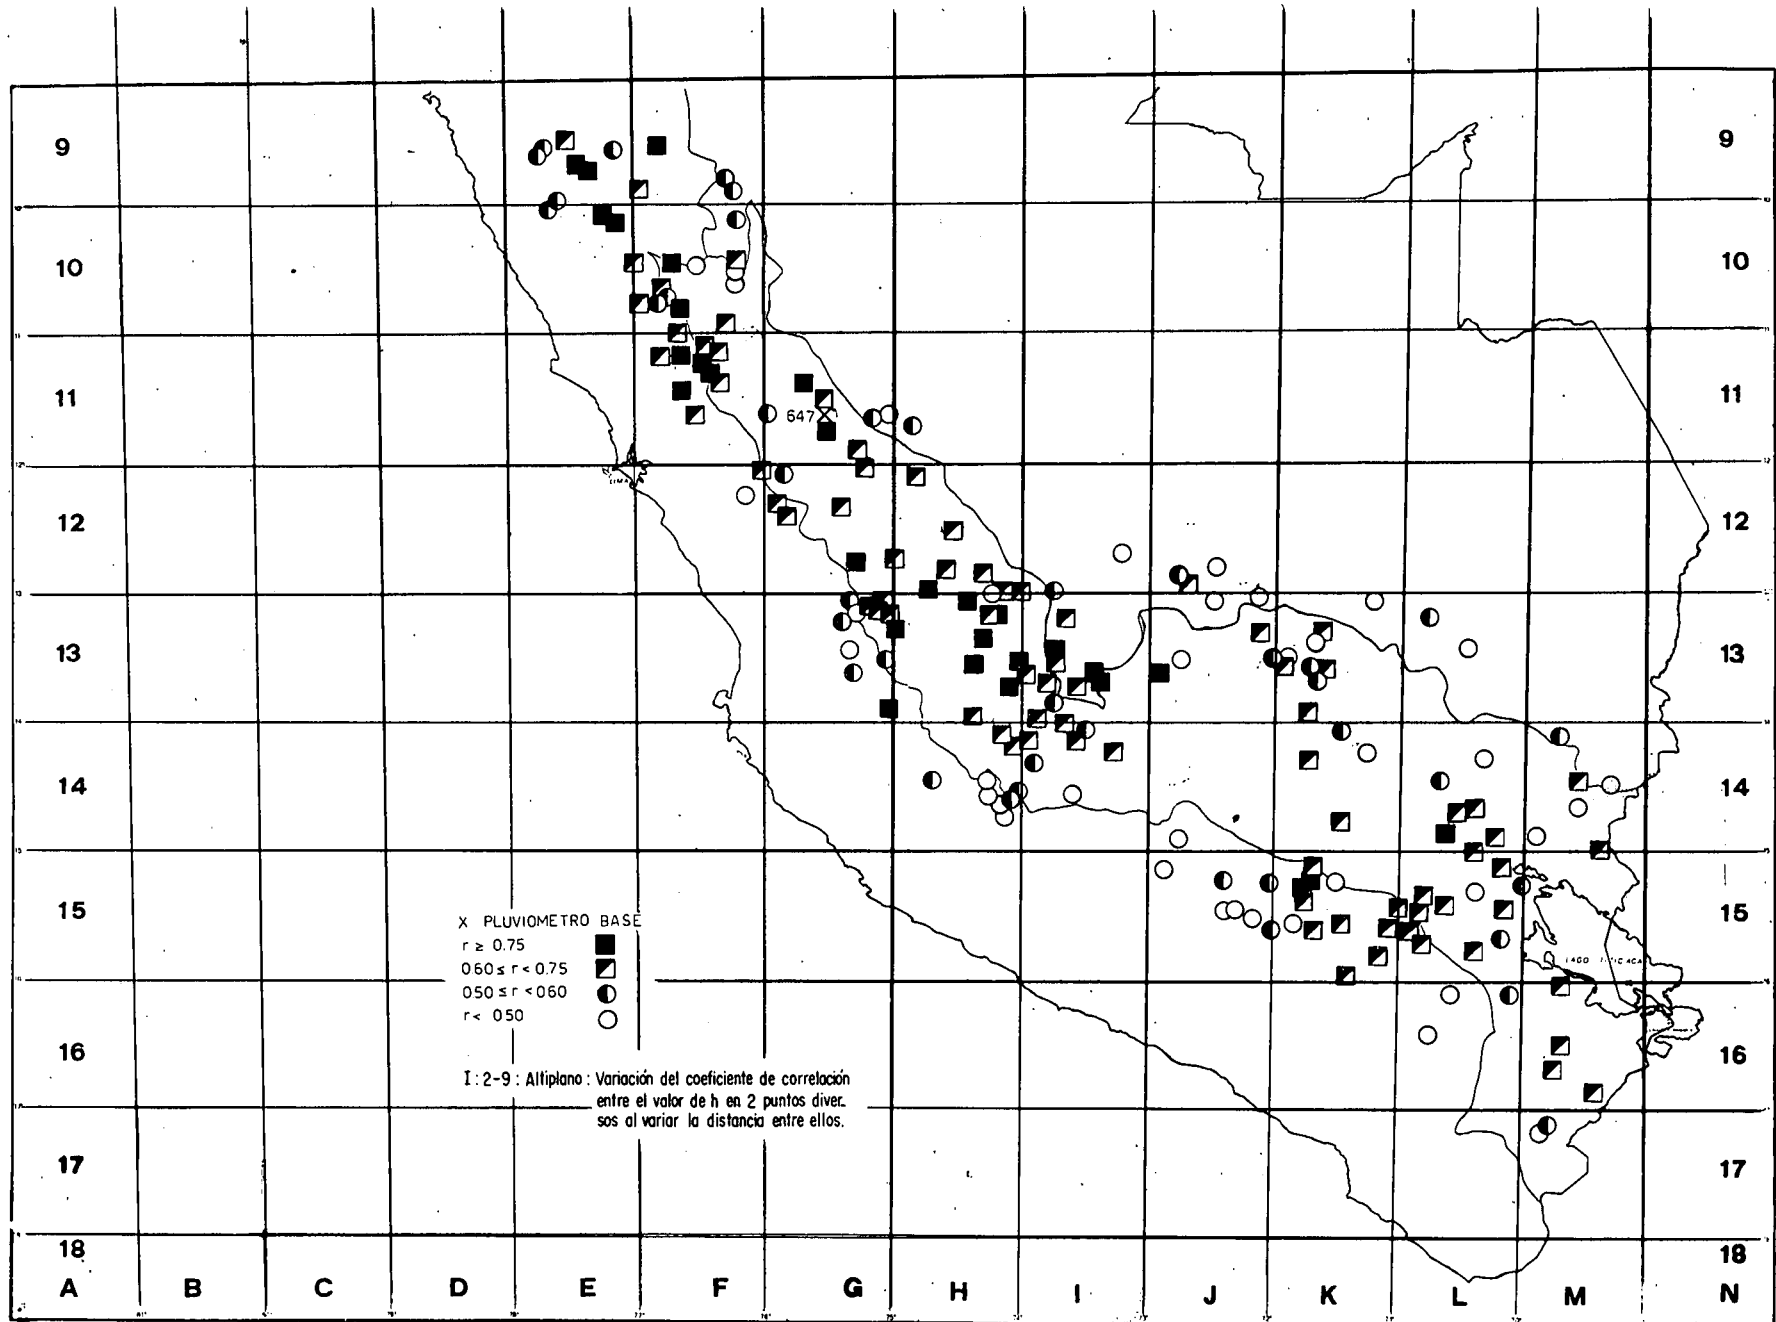 9 9
10 10
11 11
647
LIMA
12 12
13 13
14 14
15 15
X PLUVIOMETRO BASE
r ≥ 0.75
0.60 ≤ r < 0.75
0.50 ≤ r < 0.60
r < 0.50
LAGO TITICACA
16 16
I:2-9: Altiplano: Variación del coeficiente de correlación
entre el valor de h en 2 puntos diver-
sos al variar la distancia entre ellos.
17 17
18 18
A B C D E F G H I J K L M N